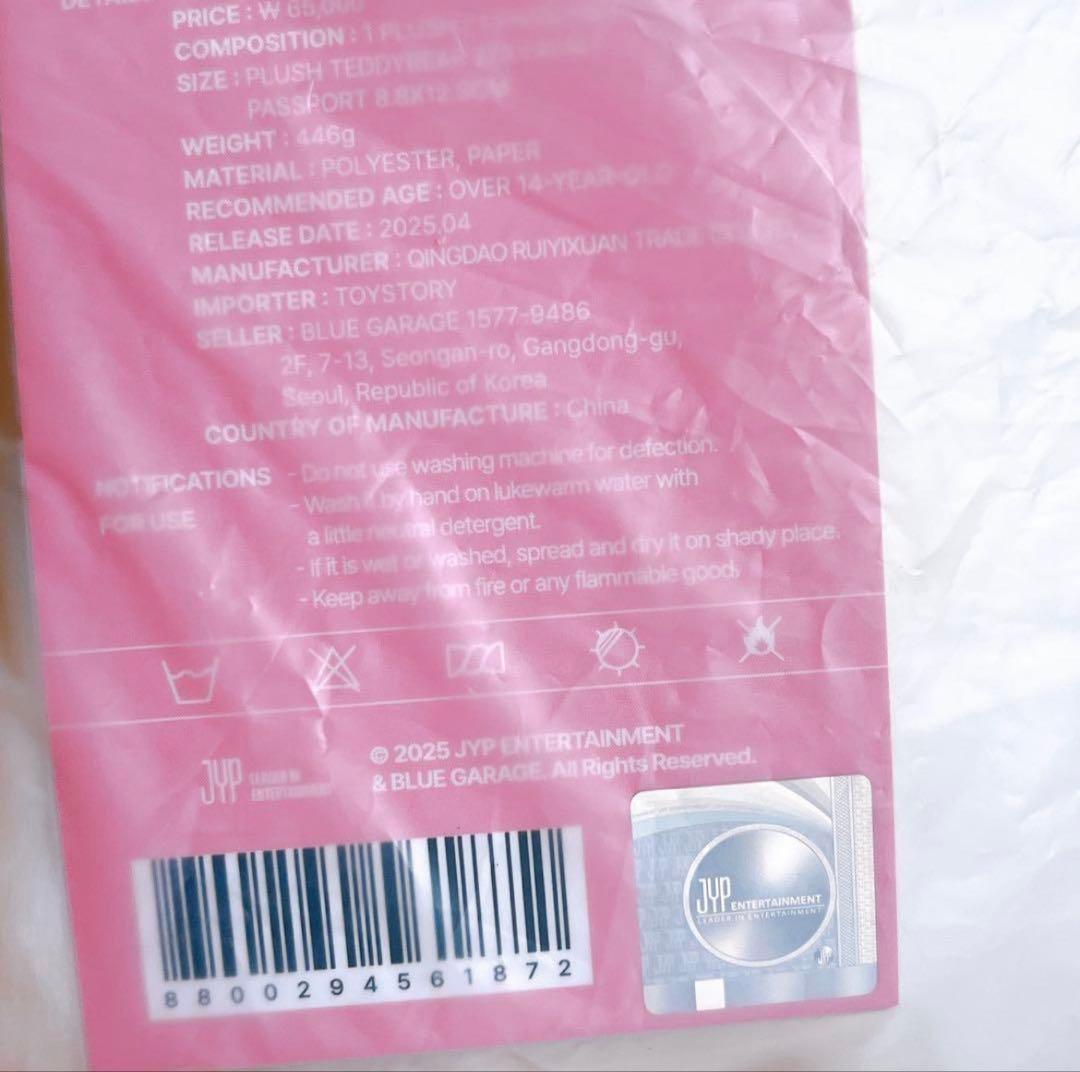 PRICE : ₩ 65,000
COMPOSITION : 1
SIZE : PLUSH TEDDYBEAR
PASSPORT 8.8X12.
WEIGHT : 446g
MATERIAL : POLYESTER, PAPER
RECOMMENDED AGE : OVER 14-YEAR-OLD
RELEASE DATE : 2025.04
MANUFACTURER : QINGDAO RUIYIXUAN TRADE
IMPORTER : TOYSTORY
SELLER : BLUE GARAGE 1577-9486
2F, 7-13, Seongan-ro, Gangdong-gu,
Seoul, Republic of Korea
COUNTRY OF MANUFACTURE : China
NOTIFICATIONS
FOR USE
- Do not use washing machine for defection.
- Wash it by hand on lukewarm water with
a little neutral detergent.
- If it is wet or washed, spread and dry it on shady place.
- Keep away from fire or any flammable good.
JYP LEADER IN
ENTERTAINMENT
© 2025 JYP ENTERTAINMENT
& BLUE GARAGE. All Rights Reserved.
8800294561872
JYP ENTERTAINMENT
LEADER IN ENTERTAINMENT
JYP